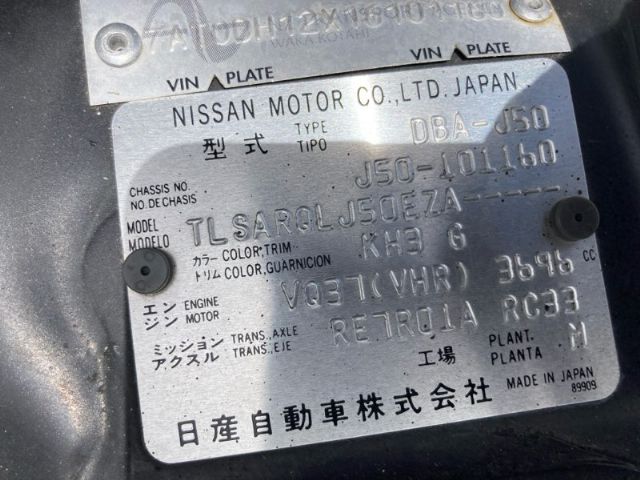 7AT0DH12X
WAKA KOTAHI
VIN PLATE VIN PLATE
NISSAN MOTOR CO.,LTD. JAPAN
型式 TYPE TIPO DBA-J50
CHASSIS NO. NO.DE CHASIS J50-101160
MODEL MODELO TLSARQLJ50EZA-----
カラー COLOR,TRIM トリム COLOR,GUARNICION KH3 G
エンジン ENGINE MOTOR VQ37(VHR) 3696 CC
ミッション アクスル TRANS.,AXLE TRANS.,EJE RE7R01A RC33
工場 PLANT. PLANTA M
日産自動車株式会社 MADE IN JAPAN
89909